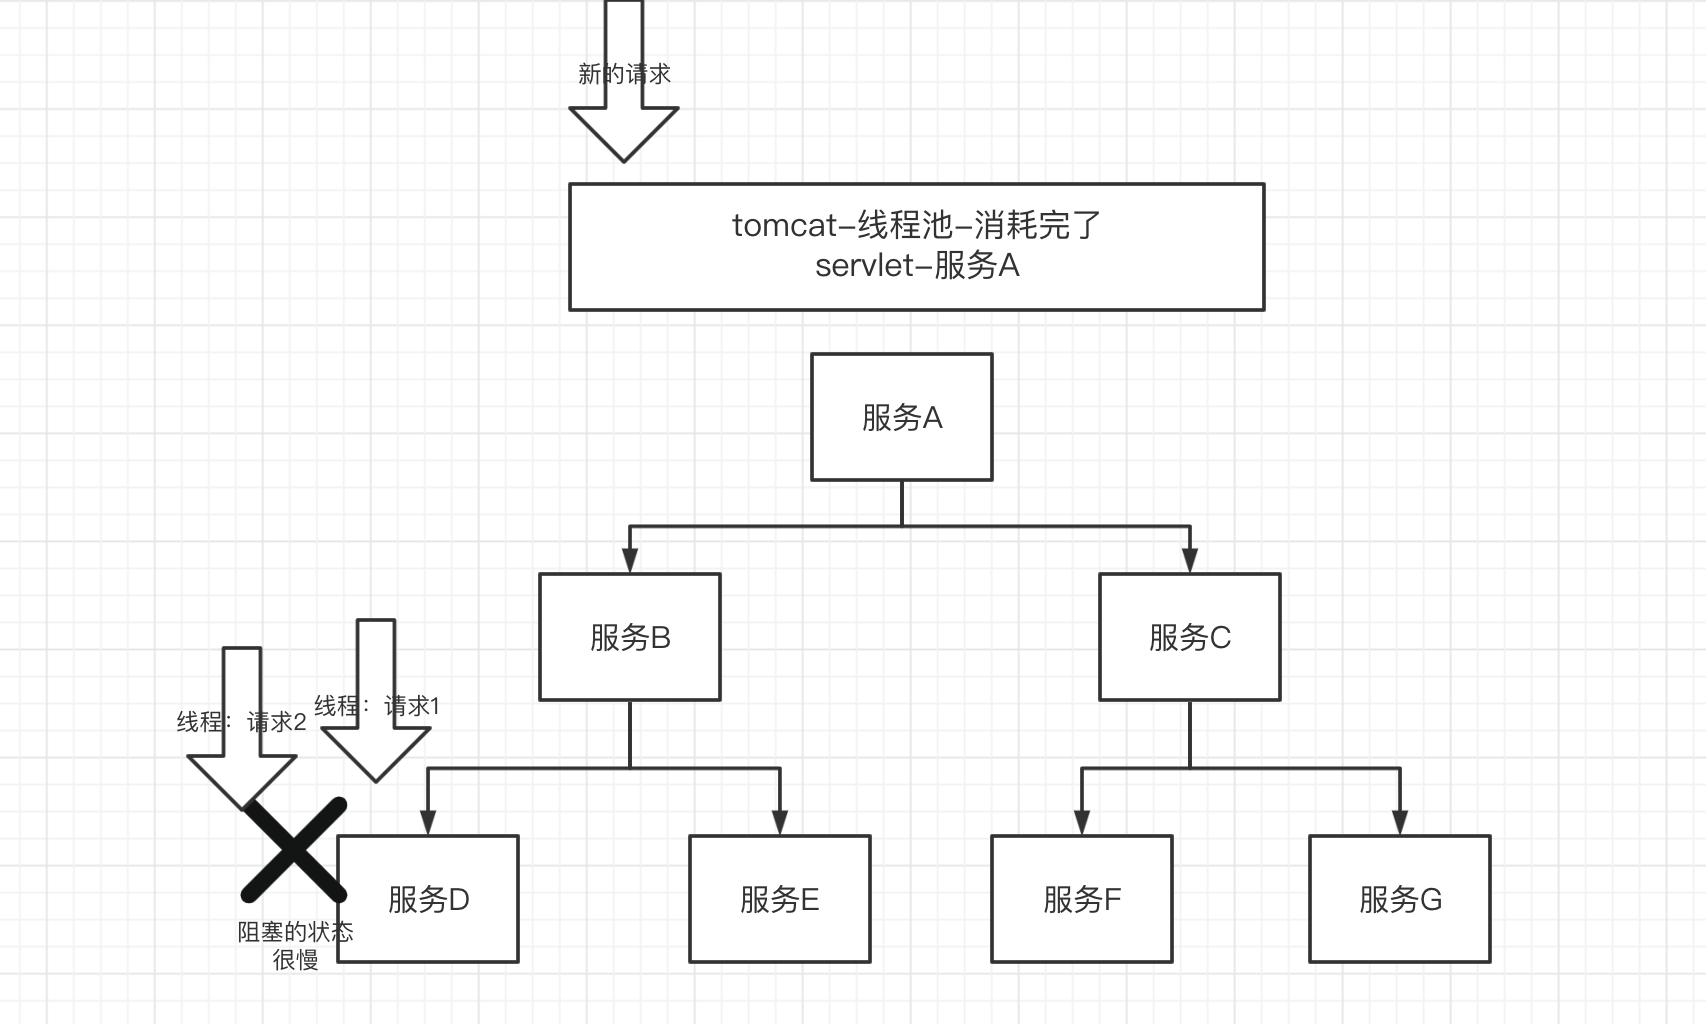 新的请求
tomcat-线程池-消耗完了
servlet-服务A
服务A
服务B
服务C
线程：请求2
线程：请求1
服务D
服务E
服务F
服务G
阻塞的状态
很慢